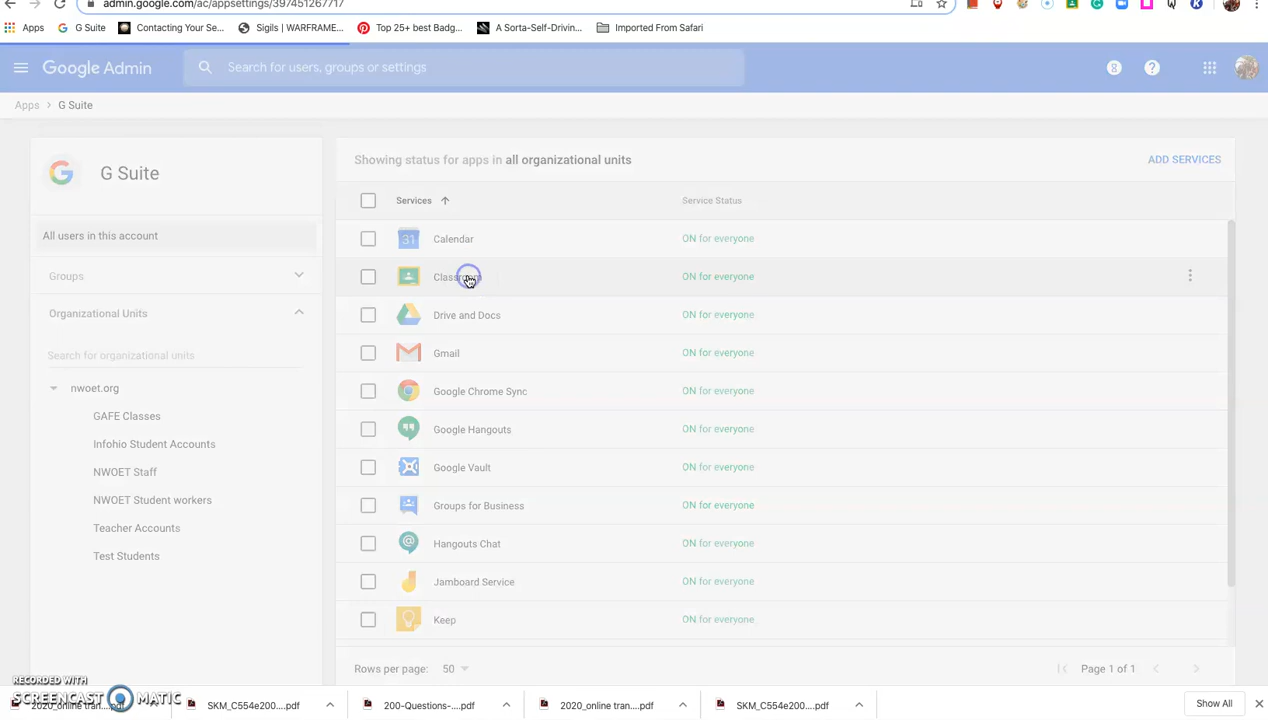 admin.google.com/ac/appsettings/397451267717
Apps G Suite Contacting Your Se... Sigils | WARFRAME... Top 25+ best Badg... A Sorta-Self-Drivin... Imported From Safari
Google Admin Search for users, groups or settings 8 ?
Apps > G Suite
G Suite
All users in this account
Groups
Organizational Units
Search for organizational units
nwoet.org
GAFE Classes
Infohio Student Accounts
NWOET Staff
NWOET Student workers
Teacher Accounts
Test Students
Showing status for apps in all organizational units ADD SERVICES
Services Service Status
31 Calendar ON for everyone
Classroom ON for everyone
Drive and Docs ON for everyone
Gmail ON for everyone
Google Chrome Sync ON for everyone
Google Hangouts ON for everyone
Google Vault ON for everyone
Groups for Business ON for everyone
Hangouts Chat ON for everyone
Jamboard Service ON for everyone
Keep ON for everyone
Rows per page: 50 Page 1 of 1
RECORDED WITH
SCREENCAST MATIC
2020_online tran....pdf SKM_C554e200....pdf 200-Questions-....pdf 2020_online tran....pdf SKM_C554e200....pdf Show All